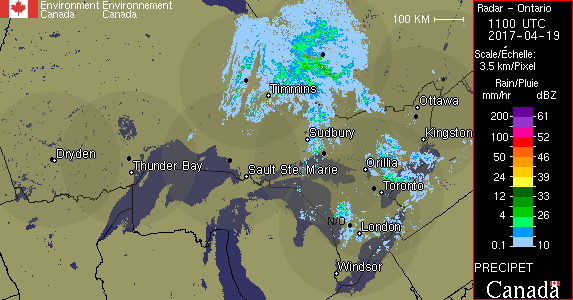 Environment Environnement
Canada Canada
100 KM
Timmins
Ottawa
Sudbury
Kingston
Dryden
Thunder Bay
Sault Ste. Marie
Orillia
Toronto
London
Windsor
Radar - Ontario
1100 UTC
2017-04-19
Scale/Échelle:
3.5 km/Pixel
Rain/Pluie
mm/hr dBZ
200 61
100 52
50 46
24 39
12 33
4 26
0.1 10
PRECIPET
Canada